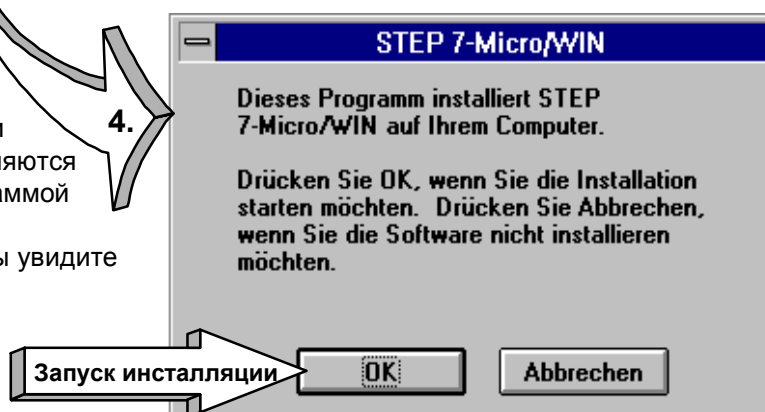 STEP 7-Micro/WIN
4.
Dieses Programm installiert STEP
7-Micro/WIN auf Ihrem Computer.
Drücken Sie OK, wenn Sie die Installation
starten möchten. Drücken Sie Abbrechen,
wenn Sie die Software nicht installieren
möchten.
увидите
Запуск инсталляции
OK
Abbrechen